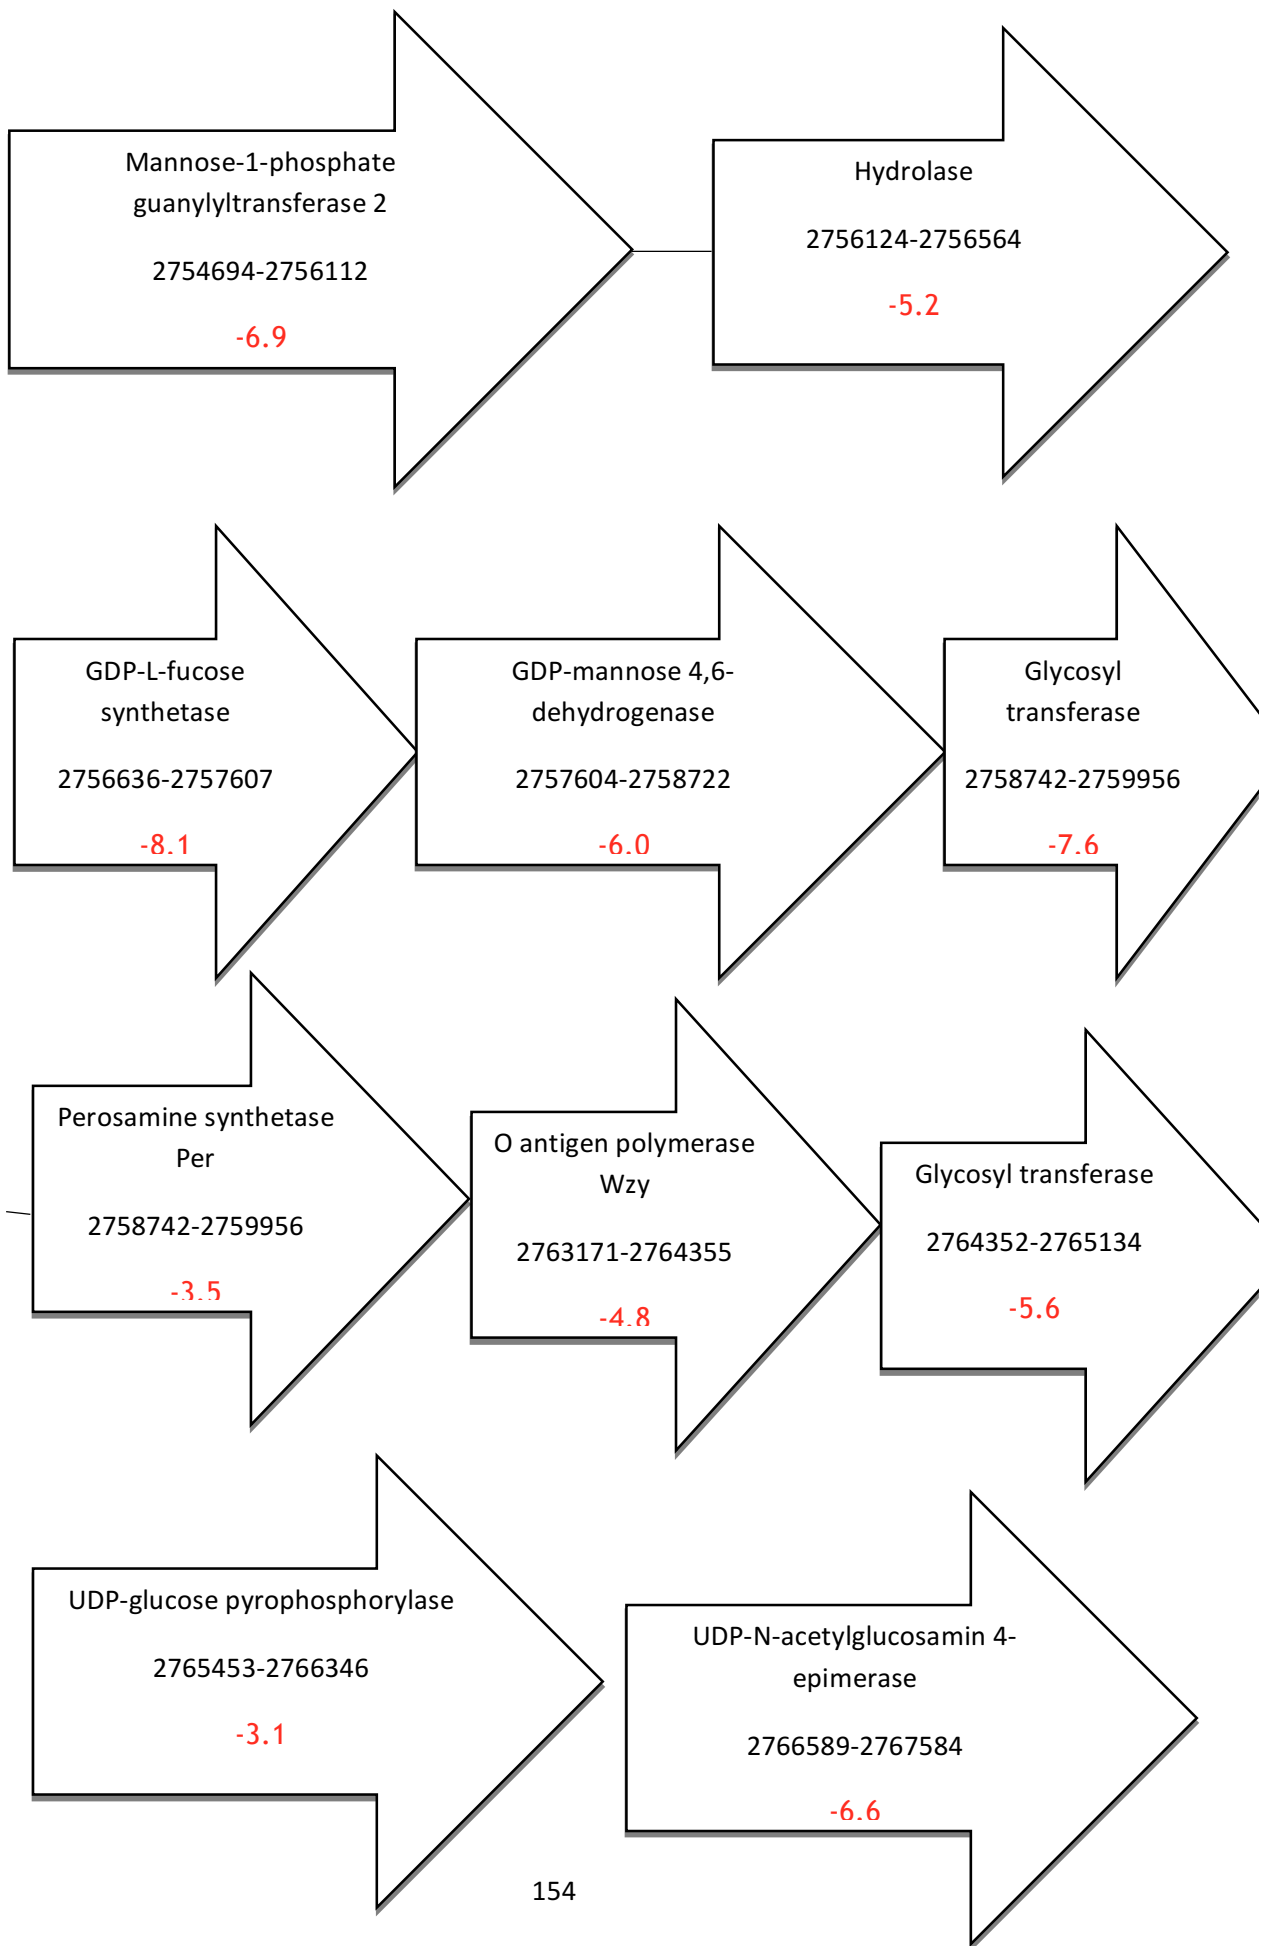 Mannose-1-phosphate
guanylyltransferase 2
2754694-2756112
-6.9
Hydrolase
2756124-2756564
-5.2
GDP-L-fucose
synthetase
2756636-2757607
-8.1
GDP-mannose 4,6-
dehydrogenase
2757604-2758722
-6.0
Glycosyl
transferase
2758742-2759956
-7.6
Perosamine synthetase
Per
2758742-2759956
-3.5
O antigen polymerase
Wzy
2763171-2764355
-4.8
Glycosyl transferase
2764352-2765134
-5.6
UDP-glucose pyrophosphorylase
2765453-2766346
-3.1
UDP-N-acetylglucosamin 4-
epimerase
2766589-2767584
-6.6
154